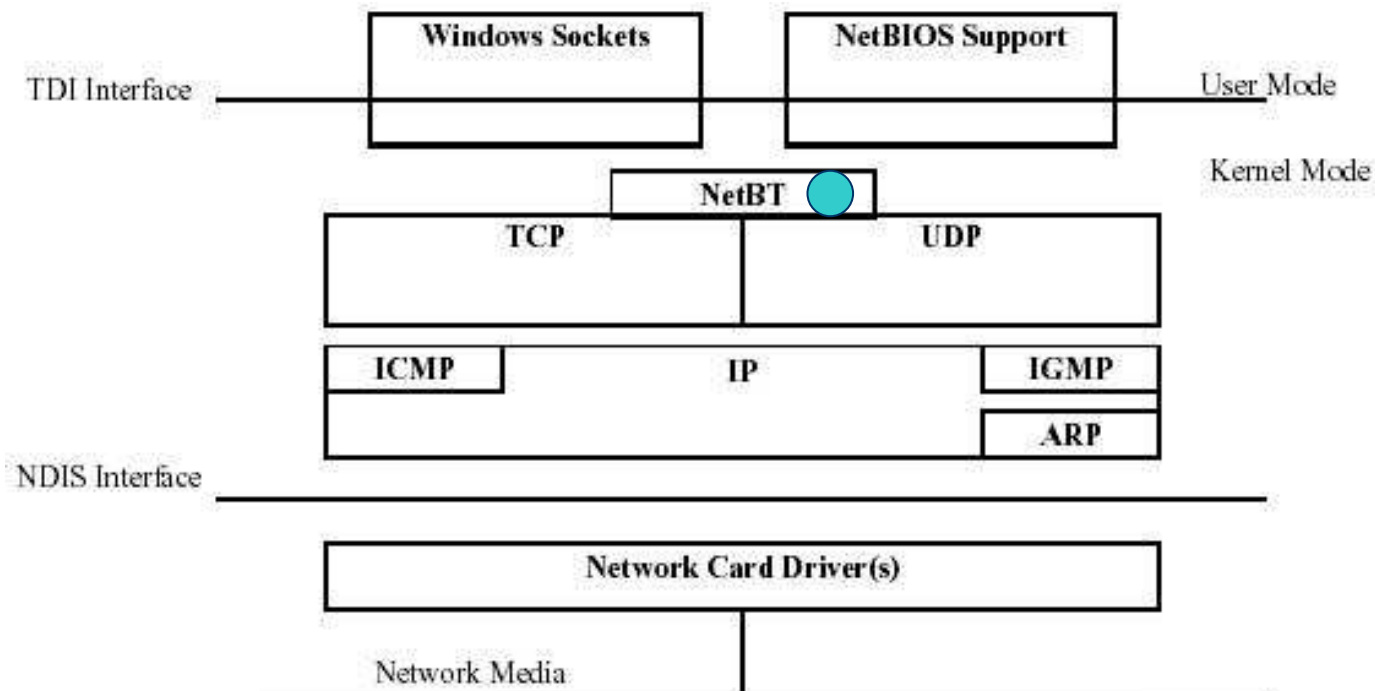 Windows Sockets
NetBIOS Support
TDI Interface
User Mode
Kernel Mode
NetBT
TCP
UDP
ICMP
IP
IGMP
ARP
NDIS Interface
Network Card Driver(s)
Network Media